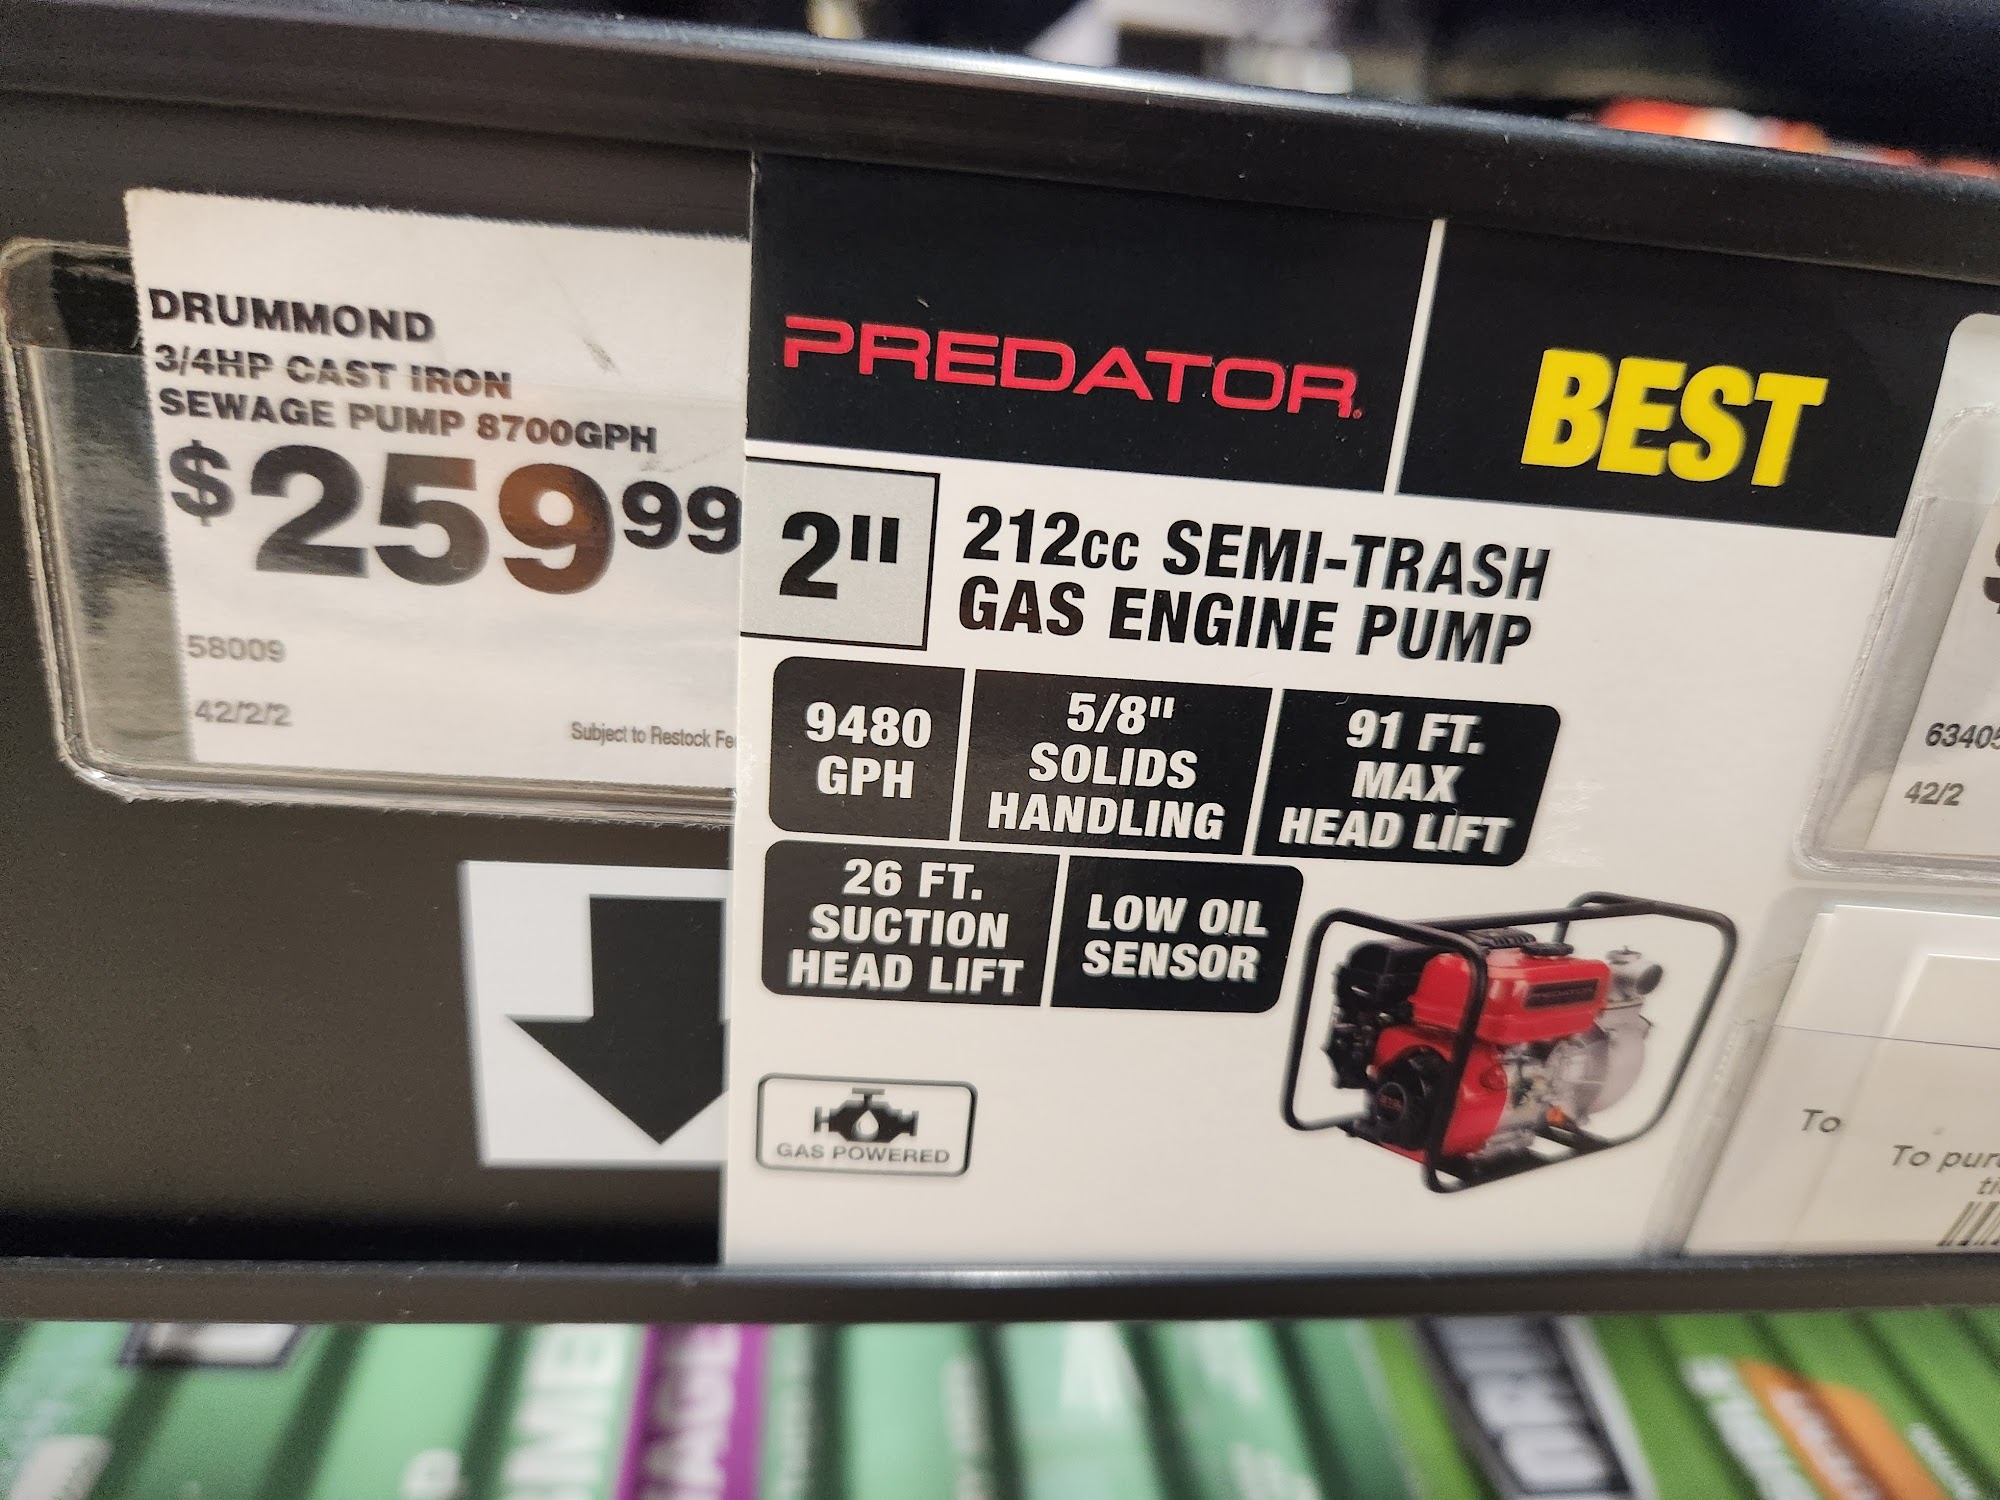 DRUMMOND
3/4HP CAST IRON
SEWAGE PUMP 8700GPH
$259 99
58009
42/2/2
Subject to Restock
PREDATOR
BEST
2"
212cc SEMI-TRASH
GAS ENGINE PUMP
9480
GPH
5/8"
SOLIDS
HANDLING
91 FT.
MAX
HEAD LIFT
26 FT.
SUCTION
HEAD LIFT
LOW OIL
SENSOR
GAS POWERED
42/2
To
To